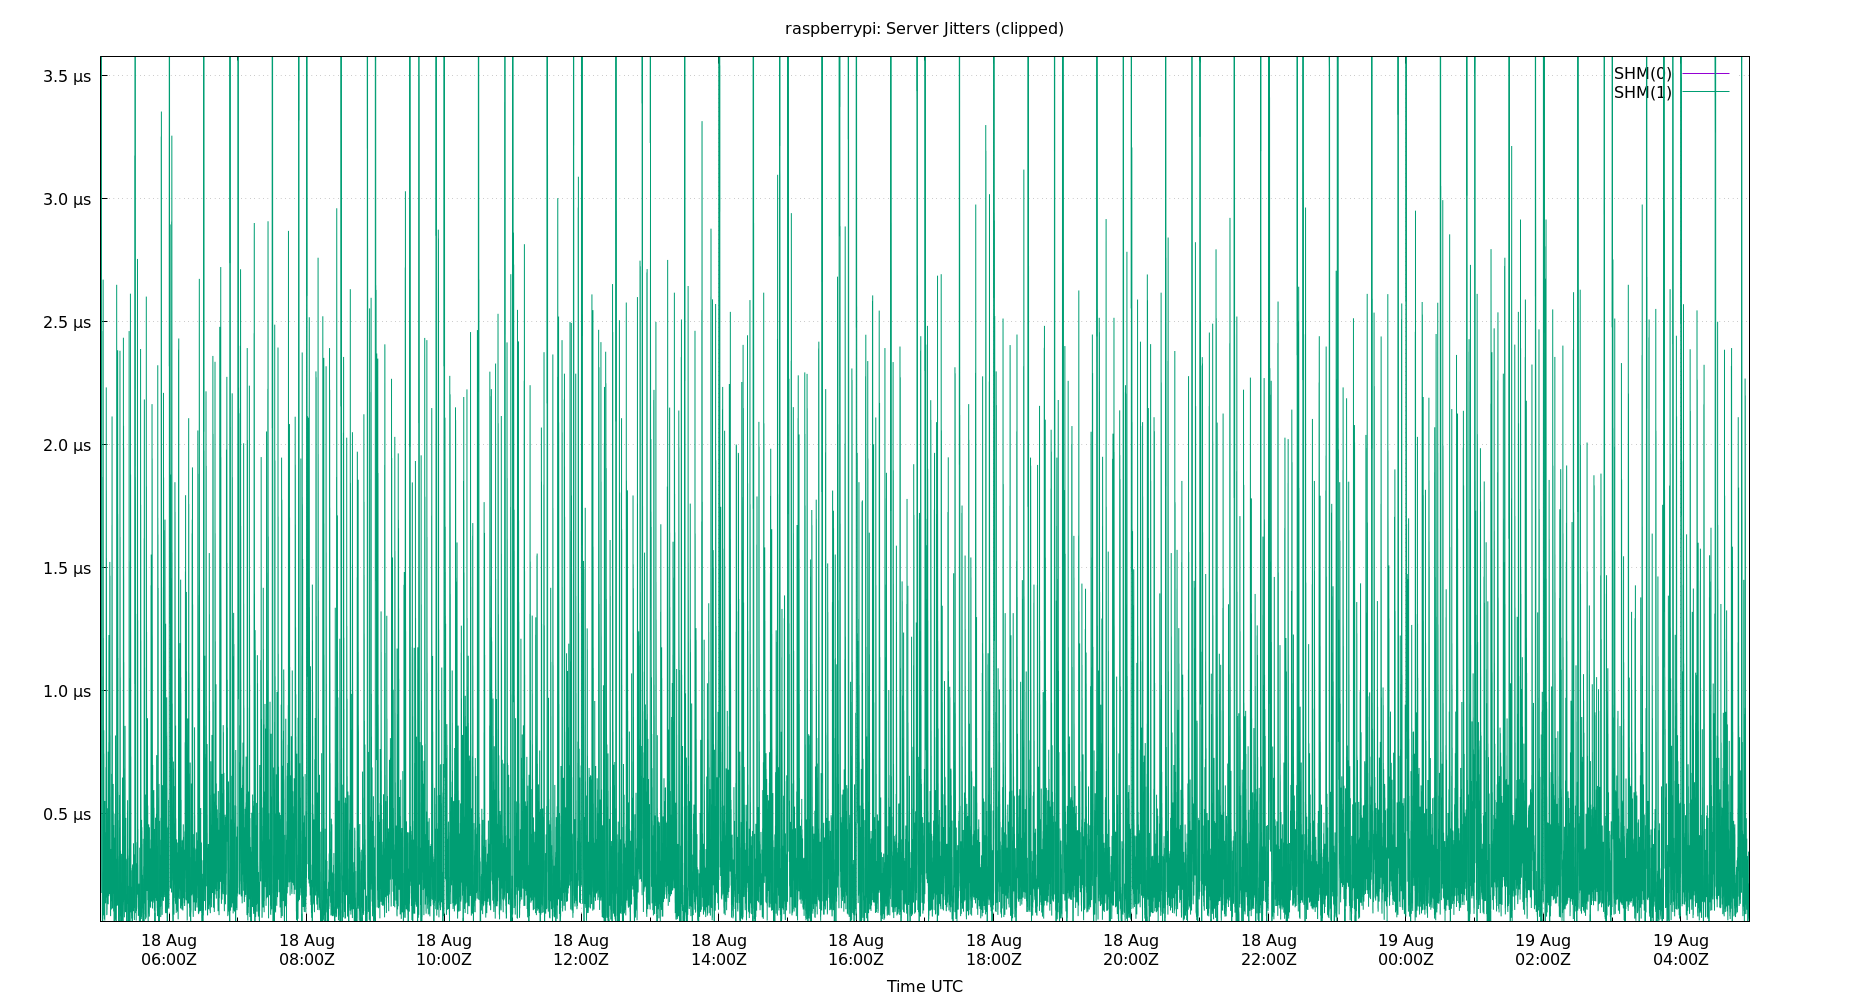 raspberrypi: Server Jitters (clipped)
SHM(0)
SHM(1)
3.5 µs
3.0 µs
2.5 µs
2.0 µs
1.5 µs
1.0 µs
0.5 µs
18 Aug 18 Aug 18 Aug 18 Aug 18 Aug 18 Aug 18 Aug 18 Aug 18 Aug 19 Aug 19 Aug 19 Aug
06:00Z 08:00Z 10:00Z 12:00Z 14:00Z 16:00Z 18:00Z 20:00Z 22:00Z 00:00Z 02:00Z 04:00Z
Time UTC